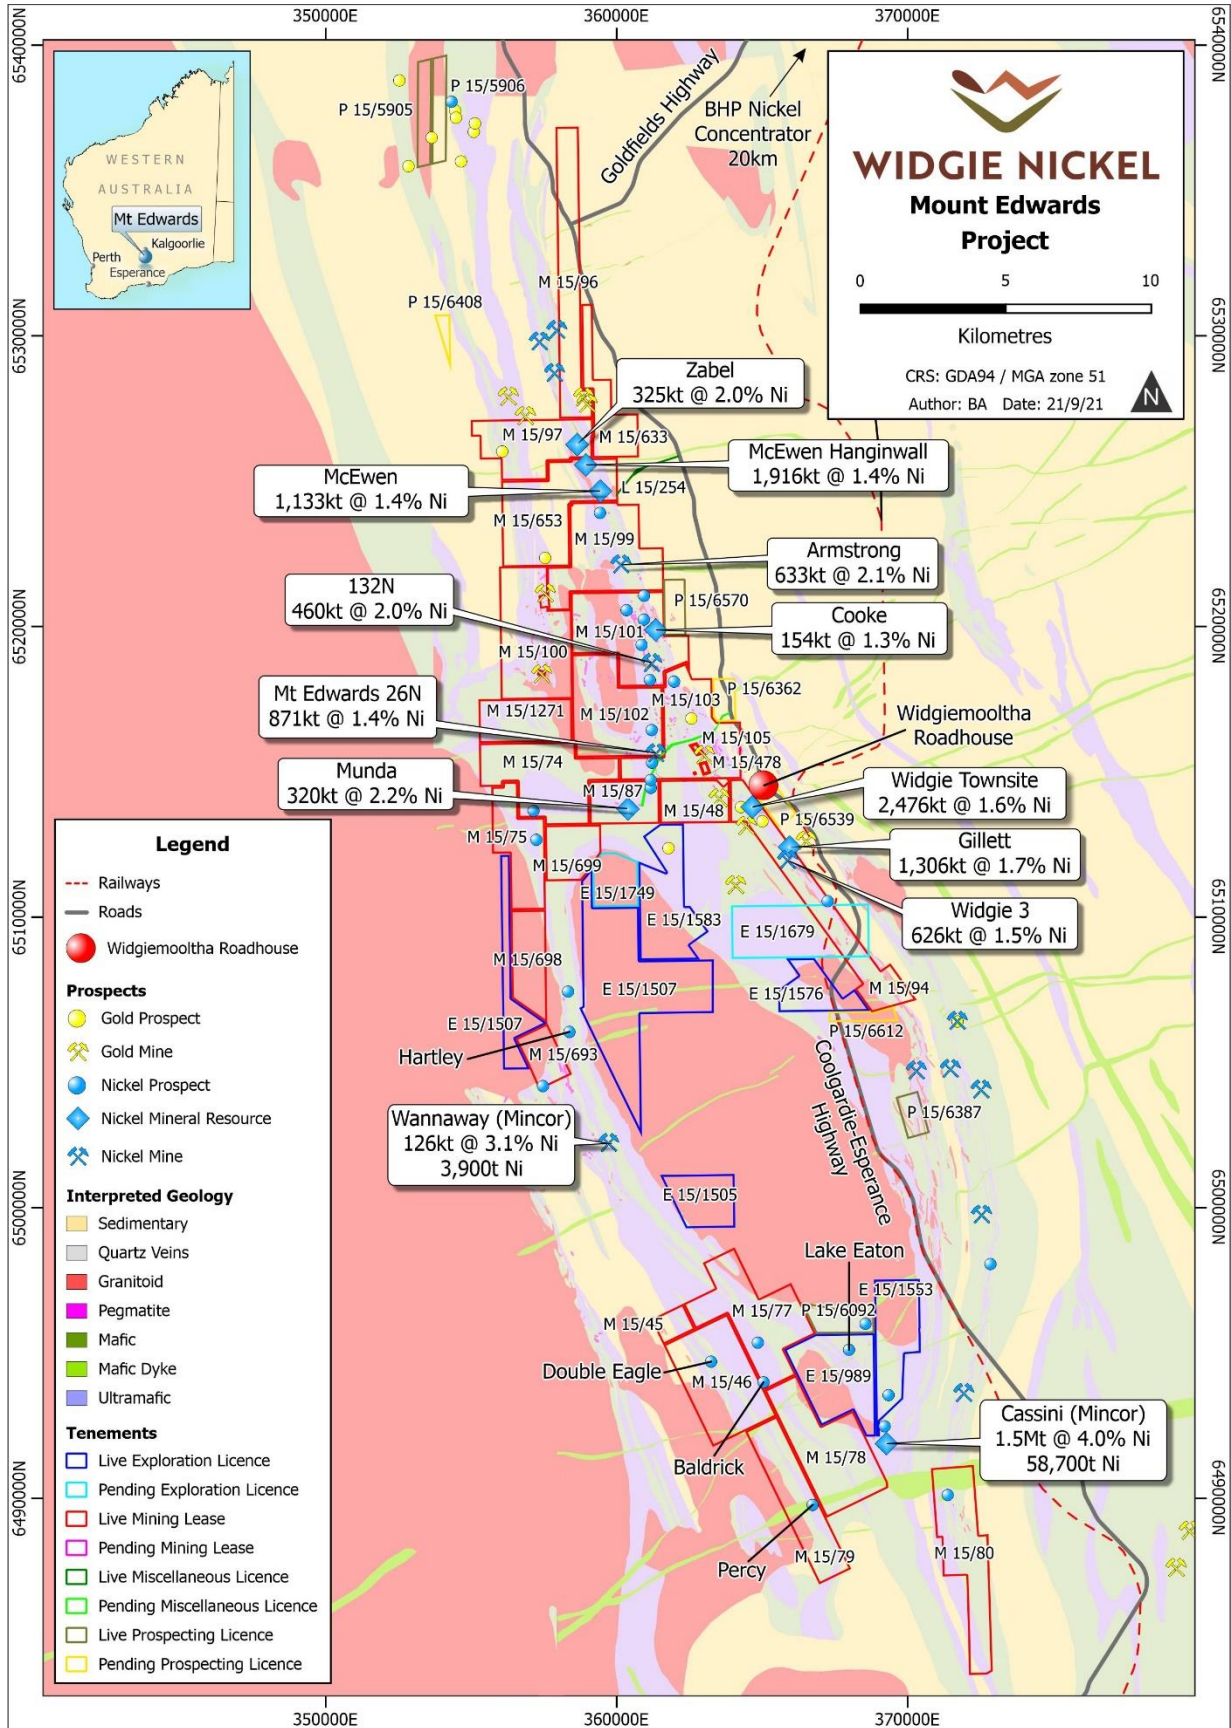 350000E
360000E
370000E
6540000N
6540000N
6530000N
6530000N
6520000N
6520000N
6510000N
6510000N
6500000N
6500000N
6490000N
6490000N
WESTERN
AUSTRALIA
Mt Edwards
Kalgoorlie
Perth
Esperance
P 15/5905
P 15/5906
Goldfields Highway
BHP Nickel
Concentrator
20km
WIDGIE NICKEL
Mount Edwards
Project
0
5
10
Kilometres
CRS: GDA94 / MGA zone 51
Author: BA Date: 21/9/21
N
M 15/96
P 15/6408
Zabel
325kt @ 2.0% Ni
M 15/97
M 15/633
McEwen Hanginwall
1,916kt @ 1.4% Ni
McEwen
1,133kt @ 1.4% Ni
L 15/254
M 15/653
M 15/99
Armstrong
633kt @ 2.1% Ni
132N
460kt @ 2.0% Ni
P 15/6570
Cooke
154kt @ 1.3% Ni
M 15/101
M 15/100
P 15/6362
Mt Edwards 26N
871kt @ 1.4% Ni
M 15/103
M 15/1271
M 15/102
Widgiemooltha
Roadhouse
M 15/105
M 15/74
M 15/478
Munda
320kt @ 2.2% Ni
M 15/87
M 15/48
Widgie Townsite
2,476kt @ 1.6% Ni
P 15/6539
M 15/75
Gillett
1,306kt @ 1.7% Ni
M 15/699
E 15/1749
Widgie 3
626kt @ 1.5% Ni
E 15/1583
E 15/1679
M 15/698
E 15/1507
E 15/1576
M 15/94
E 15/1507
P 15/6612
Hartley
M 15/693
Coolgardie-Esperance
Highway
P 15/6387
Wannaway (Mincor)
126kt @ 3.1% Ni
3,900t Ni
E 15/1505
Lake Eaton
E 15/1553
M 15/77
P 15/6092
M 15/45
Double Eagle
M 15/46
E 15/989
Cassini (Mincor)
1.5Mt @ 4.0% Ni
58,700t Ni
M 15/78
Baldrick
M 15/79
M 15/80
Percy
Legend
Railways
Roads
Widgiemooltha Roadhouse
Prospects
Gold Prospect
Gold Mine
Nickel Prospect
Nickel Mineral Resource
Nickel Mine
Interpreted Geology
Sedimentary
Quartz Veins
Granitoid
Pegmatite
Mafic
Mafic Dyke
Ultramafic
Tenements
Live Exploration Licence
Pending Exploration Licence
Live Mining Lease
Pending Mining Lease
Live Miscellaneous Licence
Pending Miscellaneous Licence
Live Prospecting Licence
Pending Prospecting Licence
350000E
360000E
370000E